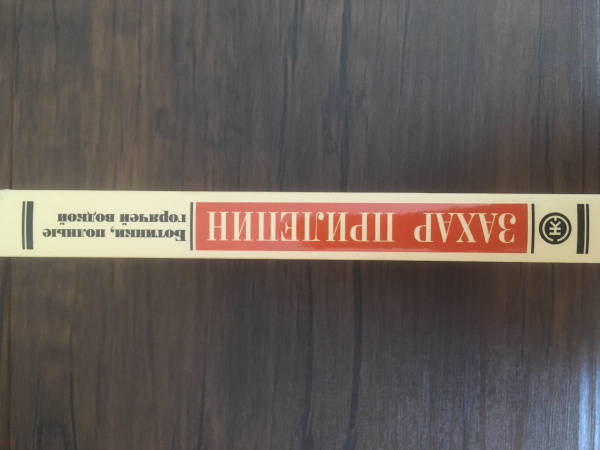 ЗАХАР ПРИЛЕПИН
Ботинки, полные
горячей водкой